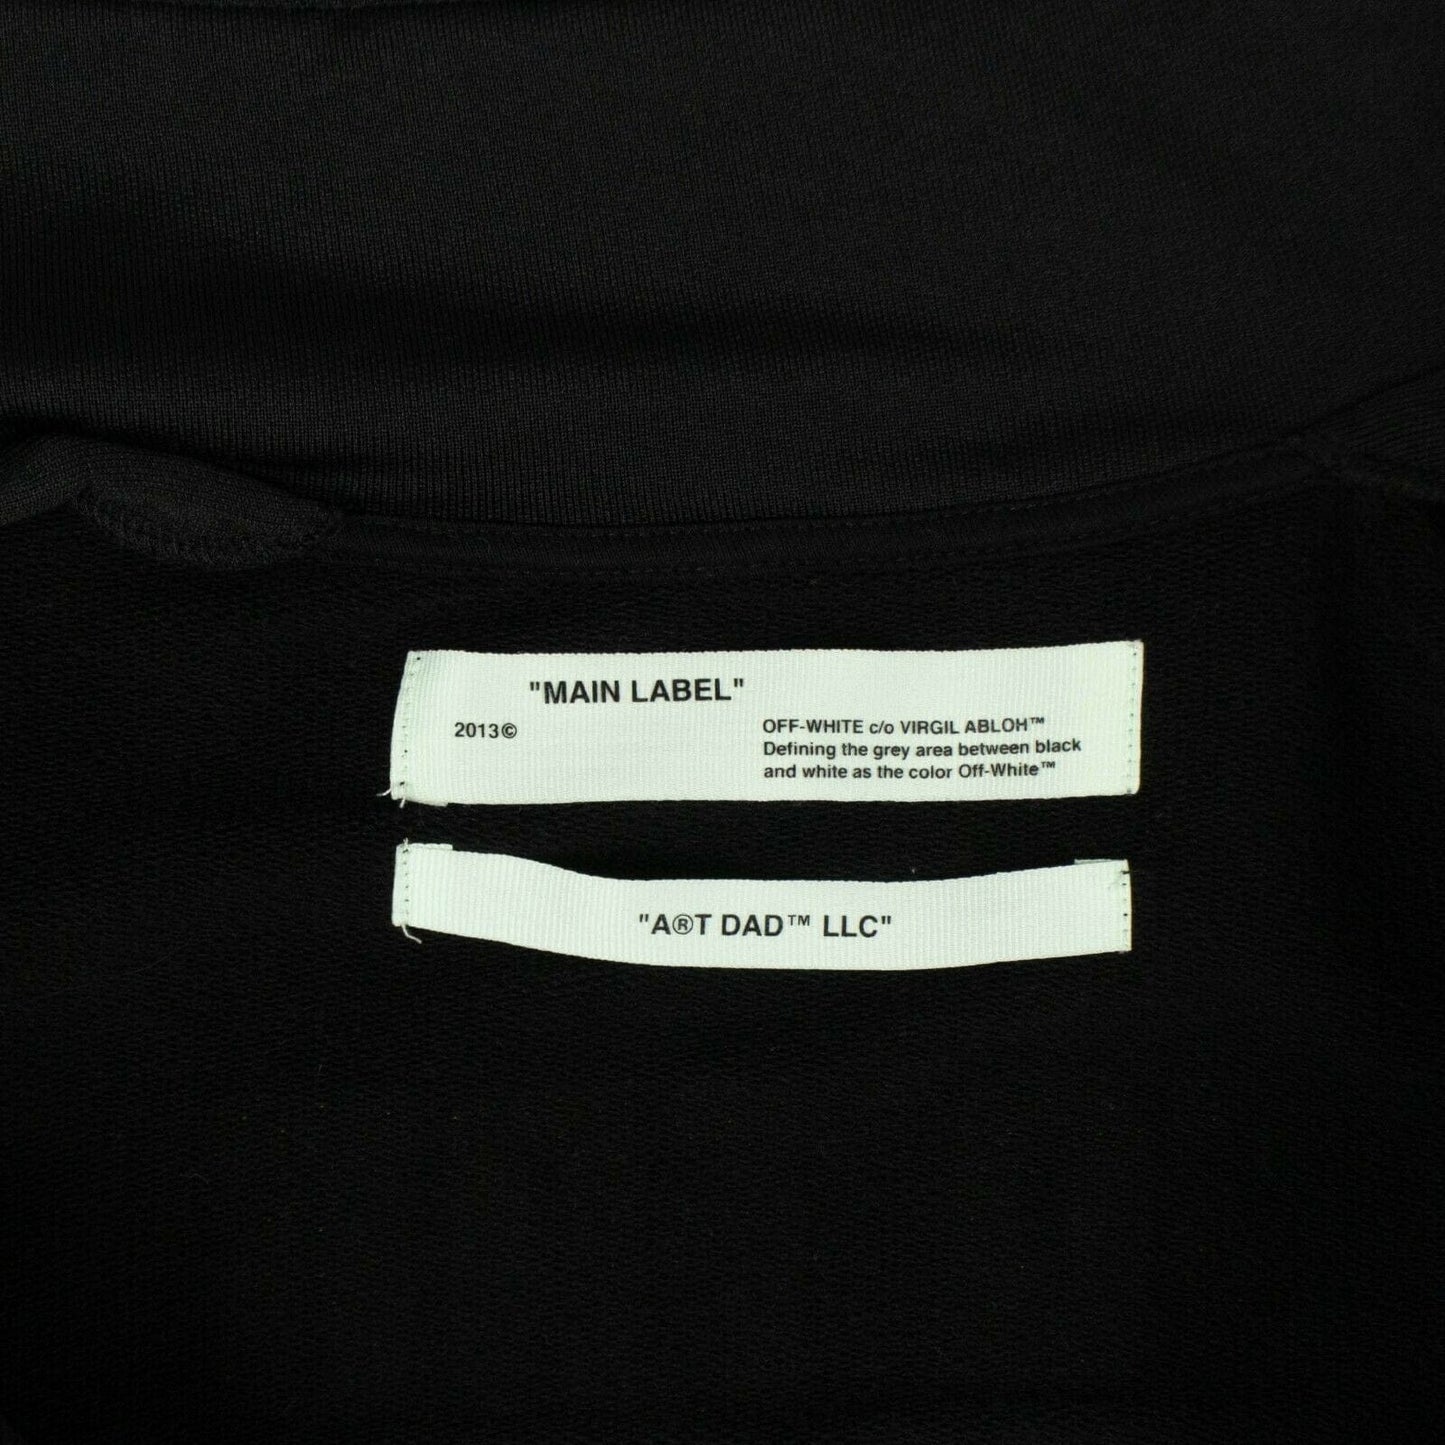 "MAIN LABEL"
2013©
OFF-WHITE c/o VIRGIL ABLOH™
Defining the grey area between black
and white as the color Off-White™
"A®T DAD™ LLC"